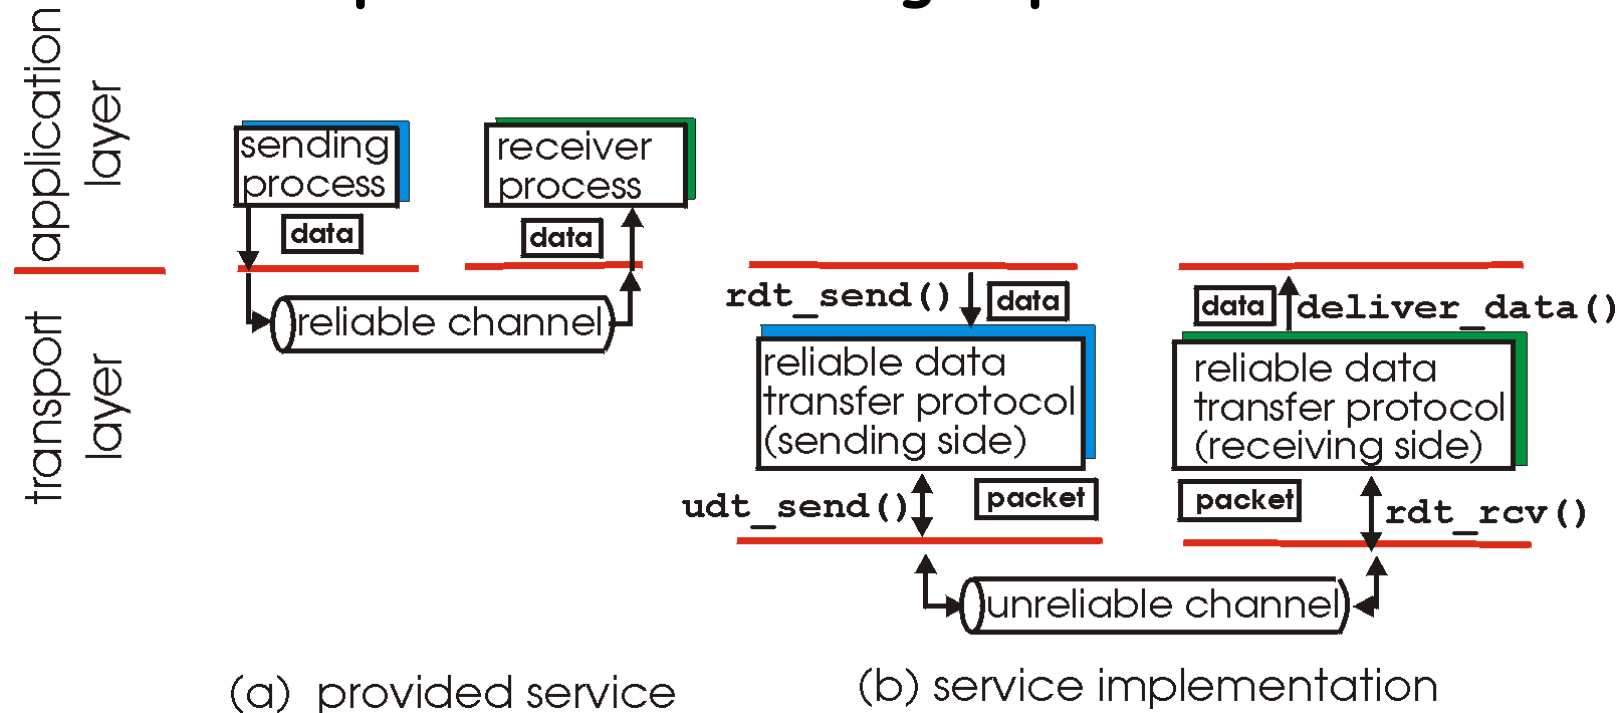 application
layer
transport
layer
sending
process
data
receiver
process
data
reliable channel
(a) provided service
rdt_send()
data
reliable data
transfer protocol
(sending side)
udt_send()
packet
data
deliver_data()
reliable data
transfer protocol
(receiving side)
packet
rdt_rcv()
unreliable channel
(b) service implementation